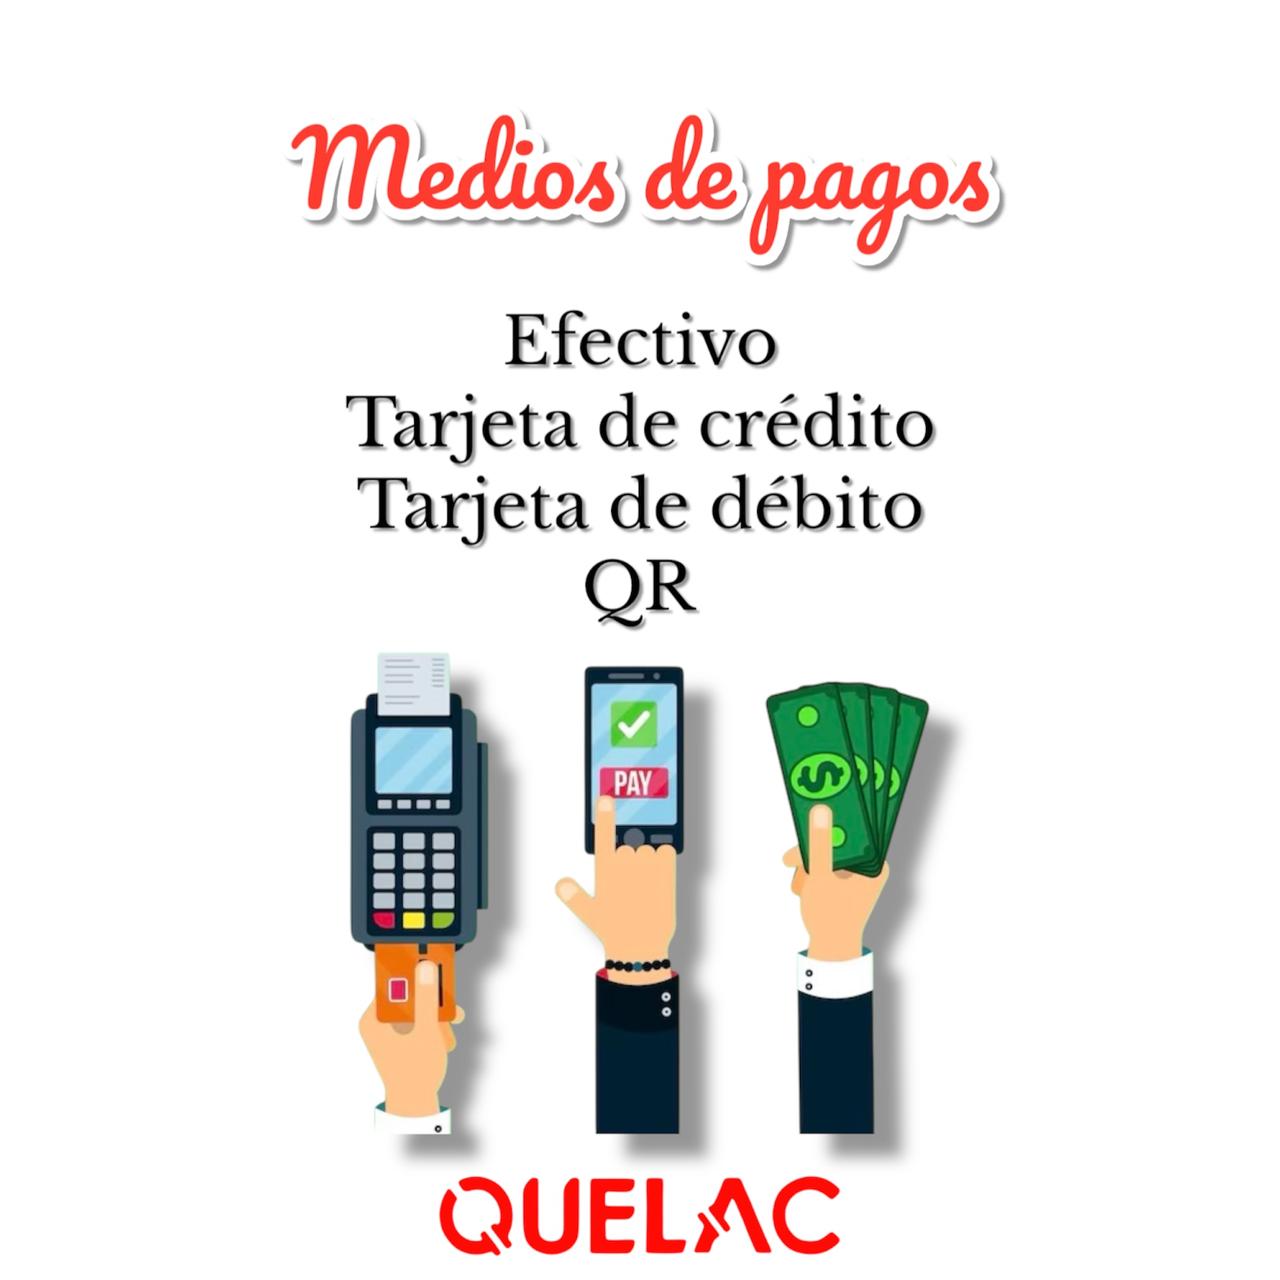 Medios de pagos
Efectivo
Tarjeta de crédito
Tarjeta de débito
QR
PAY
QUELAC